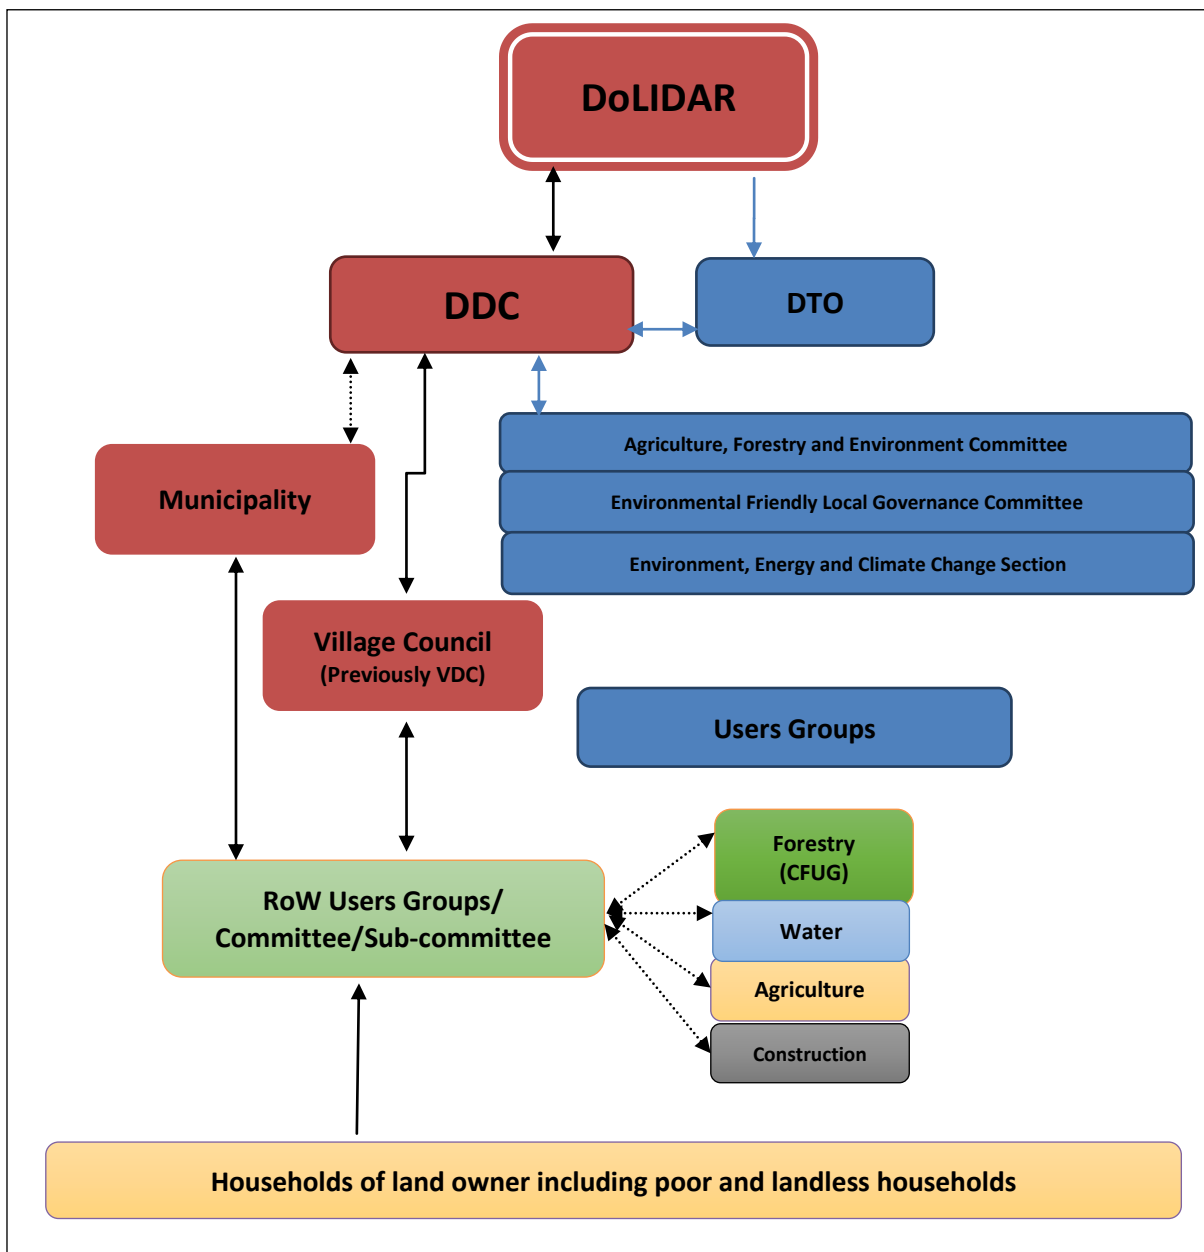 DoLIDAR
DDC
DTO
Agriculture, Forestry and Environment Committee
Municipality
Environmental Friendly Local Governance Committee
Environment, Energy and Climate Change Section
Village Council
(Previously VDC)
Users Groups
Forestry
(CFUG)
RoW Users Groups/
Committee/Sub-committee
Water
Agriculture
Construction
Households of land owner including poor and landless households